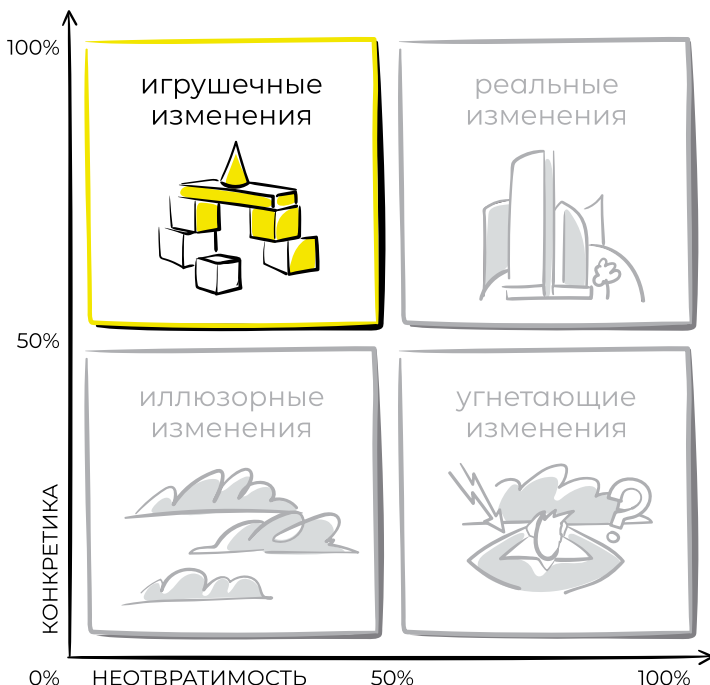 100%
игрушечные
изменения
реальные
изменения
50%
иллюзорные
изменения
угнетающие
изменения
КОНКРЕТИКА
0%
НЕОТВРАТИМОСТЬ
50%
100%